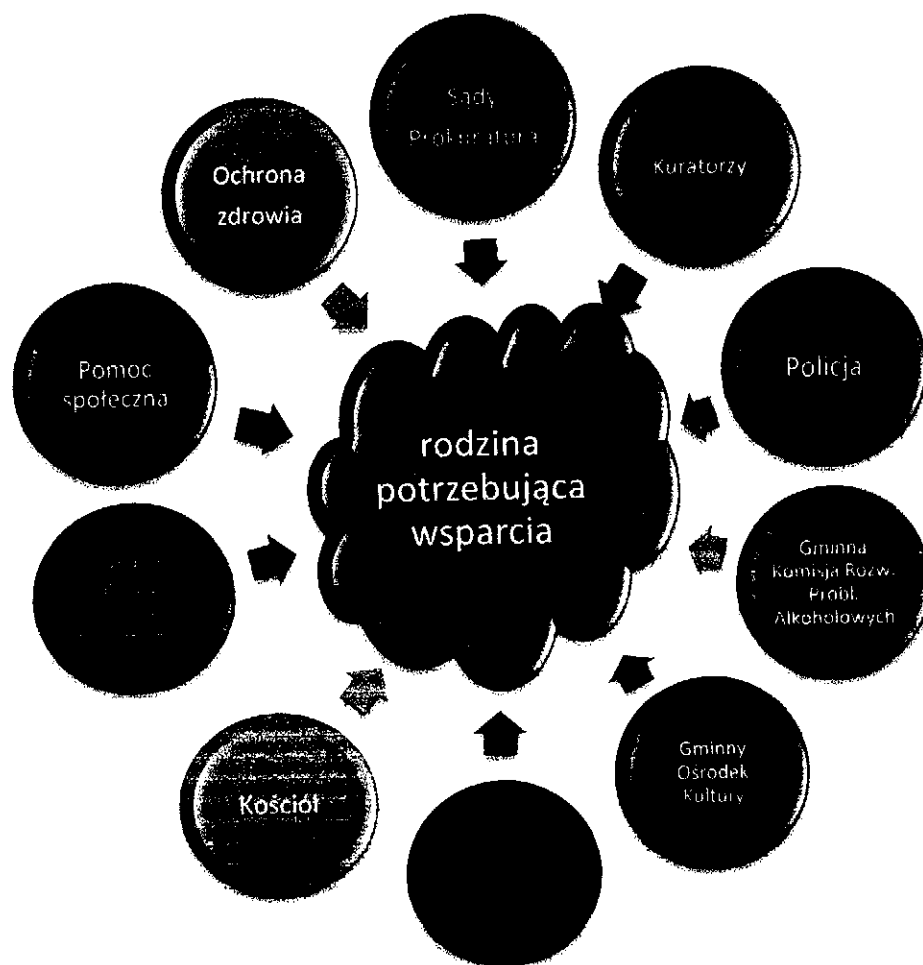 Sądy
Prokuratura
Kuratorzy
Ochrona
zdrowia
Policja
Pomoc
społeczna
rodzina
potrzebująca
wsparcia
Gminna
Komisja Rozw.
Probl.
Alkoholowych
Gminny
Ośrodek
Kultury
Kościół